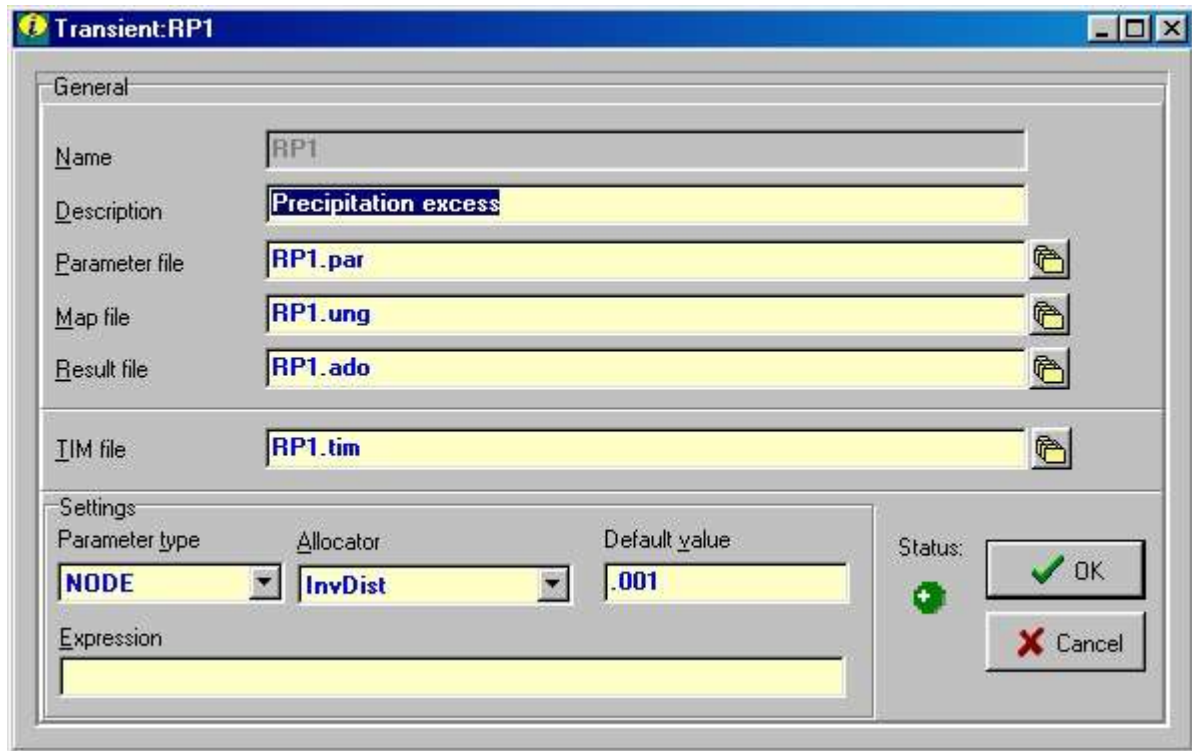 Transient:RP1
General
Name RP1
Description Precipitation excess
Parameter file RP1.par
Map file RP1.ung
Result file RP1.ado
TIM file RP1.tim
Settings
Parameter type Allocator Default value
NODE InvDist .001
Expression
Status:
OK
Cancel